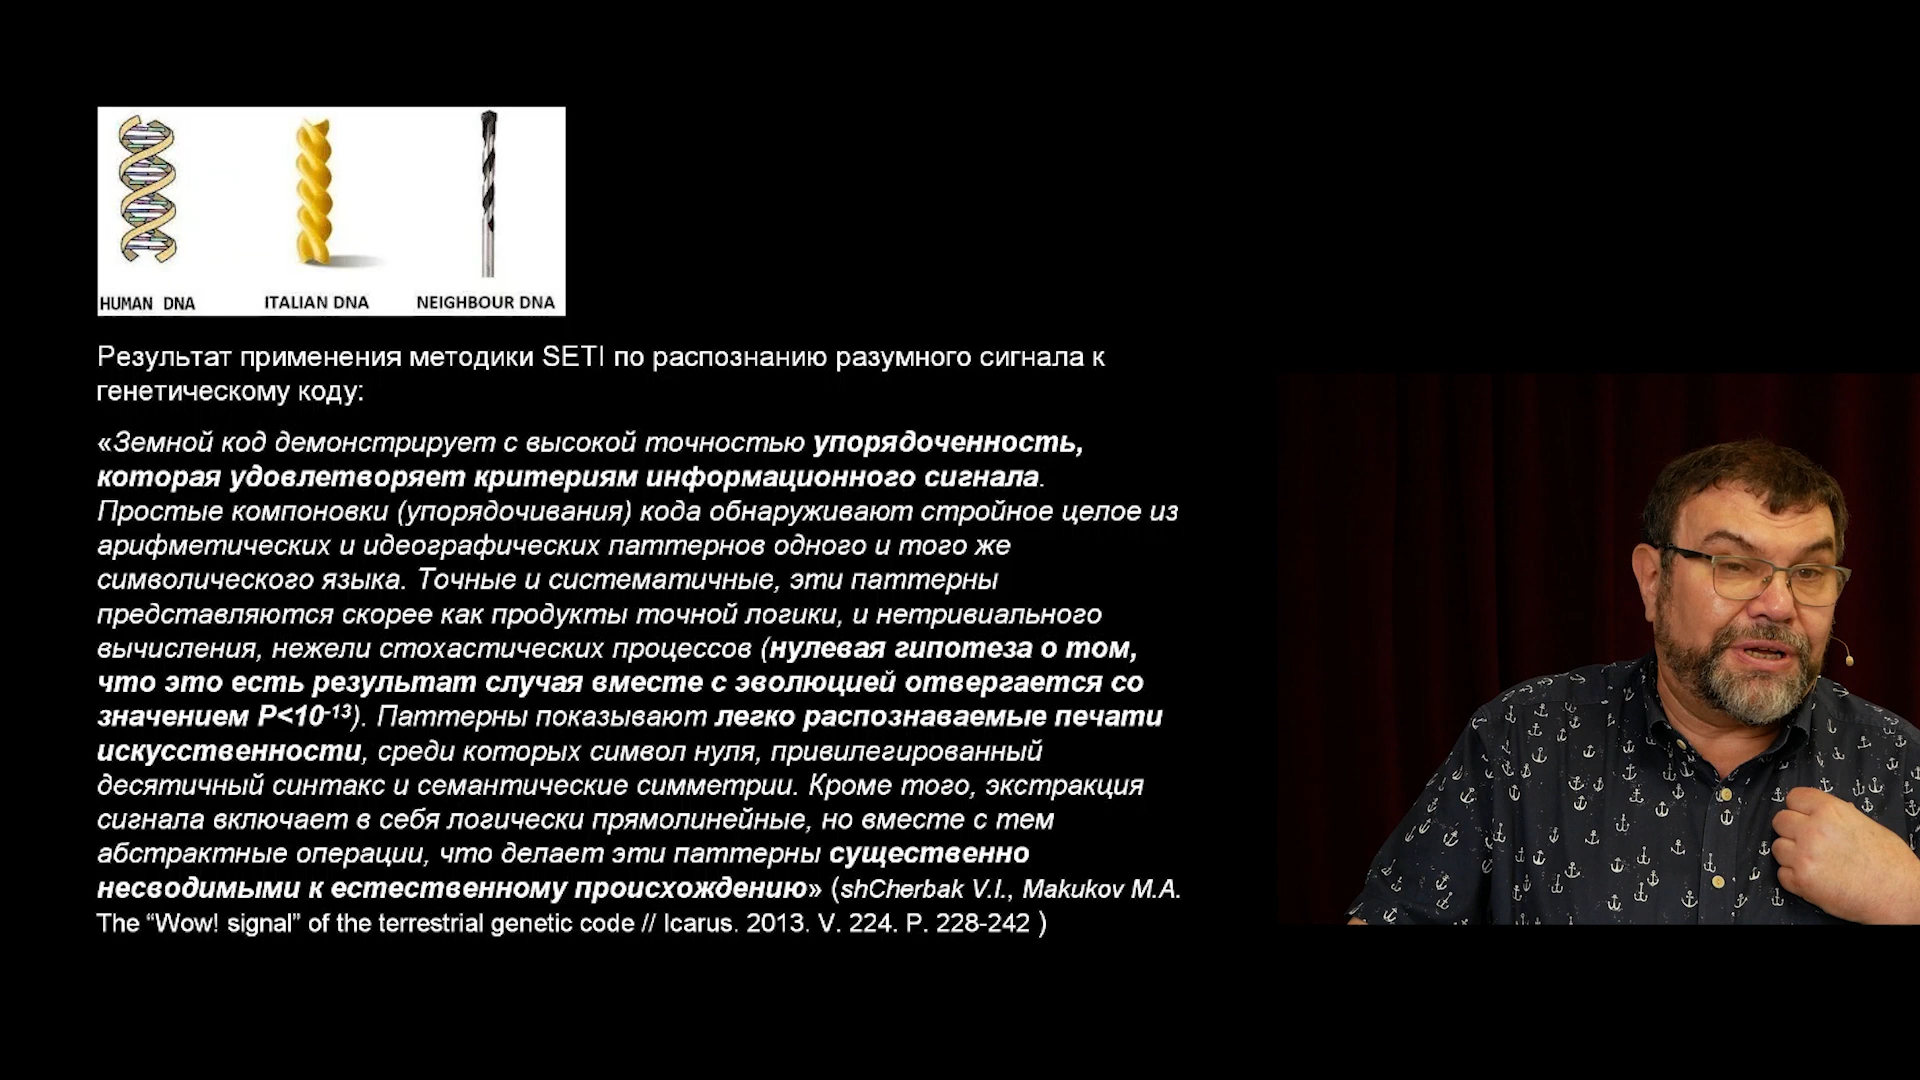 HUMAN DNA ITALIAN DNA NEIGHBOUR DNA
Результат применения методики SETI по распознанию разумного сигнала к
генетическому коду:
«Земной код демонстрирует с высокой точностью упорядоченность,
которая удовлетворяет критериям информационного сигнала.
Простые компоновки (упорядочивания) кода обнаруживают стройное целое из
арифметических и идеографических паттернов одного и того же
символического языка. Точные и систематичные, эти паттерны
представляются скорее как продукты точной логики, и нетривиального
вычисления, нежели стохастических процессов (нулевая гипотеза о том,
что это есть результат случая вместе с эволюцией отвергается со
значением P<10-13). Паттерны показывают легко распознаваемые печати
искусственности, среди которых символ нуля, привилегированный
десятичный синтакс и семантические симметрии. Кроме того, экстракция
сигнала включает в себя логически прямолинейные, но вместе с тем
абстрактные операции, что делает эти паттерны существенно
несводимыми к естественному происхождению» (shCherbak V.I., Makukov M.A.
The “Wow! signal” of the terrestrial genetic code // Icarus. 2013. V. 224. P. 228-242 )